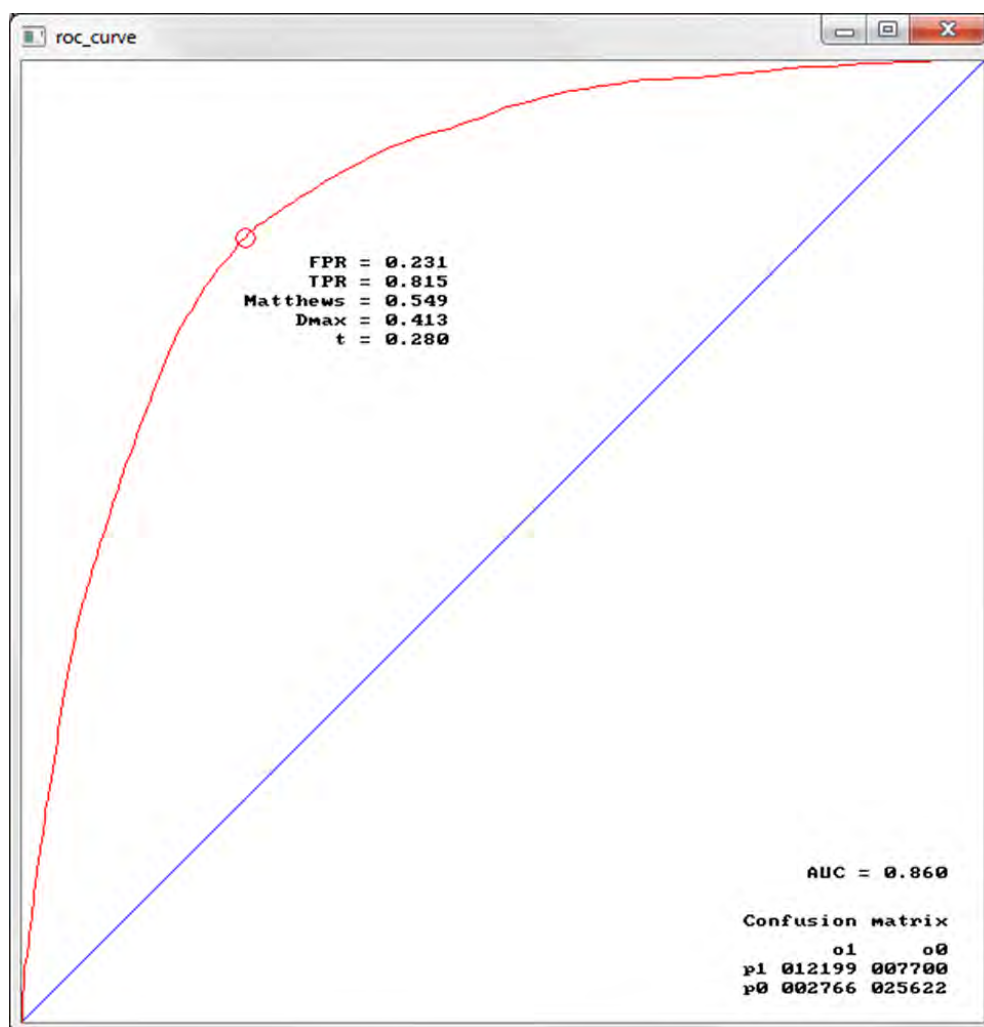 roc_curve
FPR = 0.231
TPR = 0.815
Matthews = 0.549
Dmax = 0.413
t = 0.280
AUC = 0.860
Confusion matrix
o1 o0
p1 012199 007700
p0 002766 025622